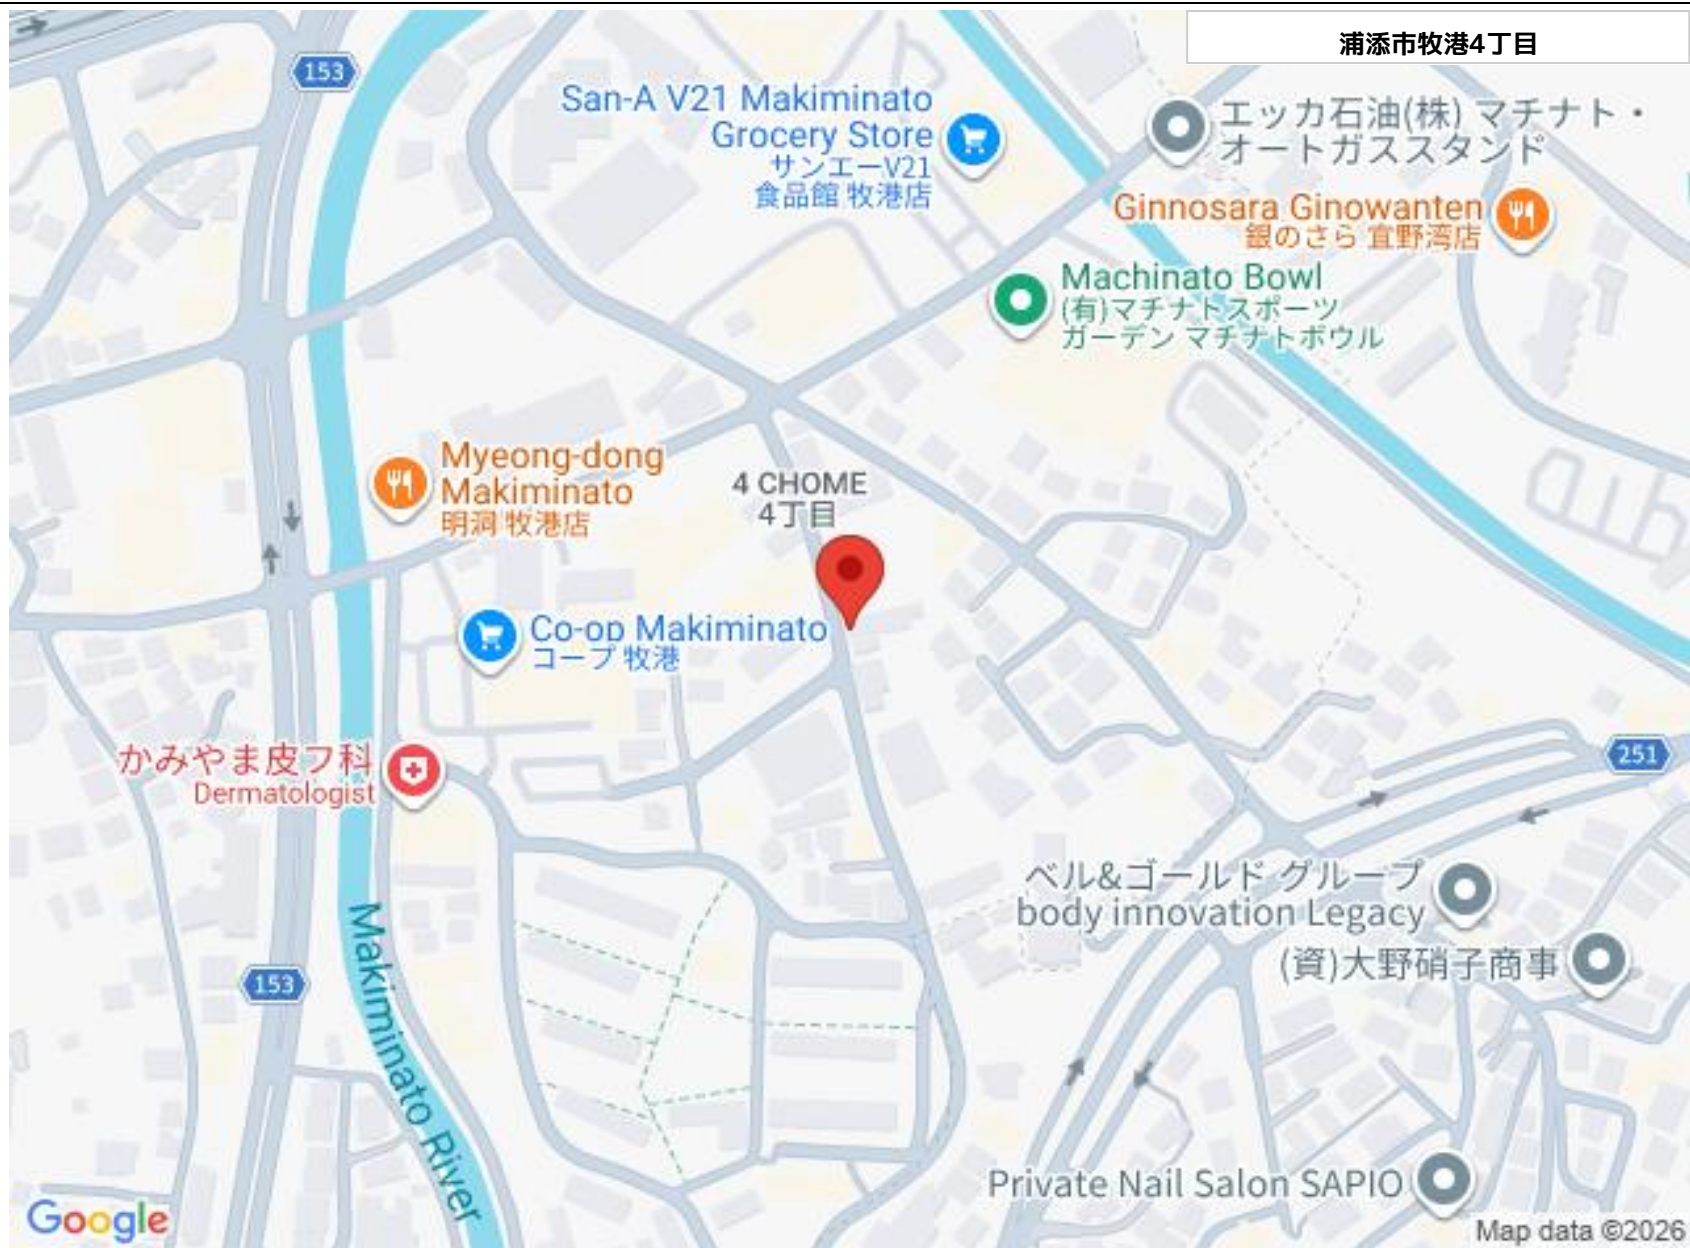 浦添市牧港4丁目
153
San-A V21 Makiminato
Grocery Store
サンエーV21
食品館 牧港店
エッカ石油(株) マチナト・
オートガススタンド
Ginnosara Ginowanten
銀のさら 宜野湾店
Machinato Bowl
(有)マチナトスポーツ
ガーデン マチナトボウル
Myeong-dong
Makiminato
明洞 牧港店
4 CHOME
4丁目
Co-op Makiminato
コープ 牧港
かみやま皮フ科
Dermatologist
251
ベル&ゴールド グループ
body innovation Legacy
(資)大野硝子商事
153
Makiminato River
Private Nail Salon SAPIO
Google
Map data ©2026